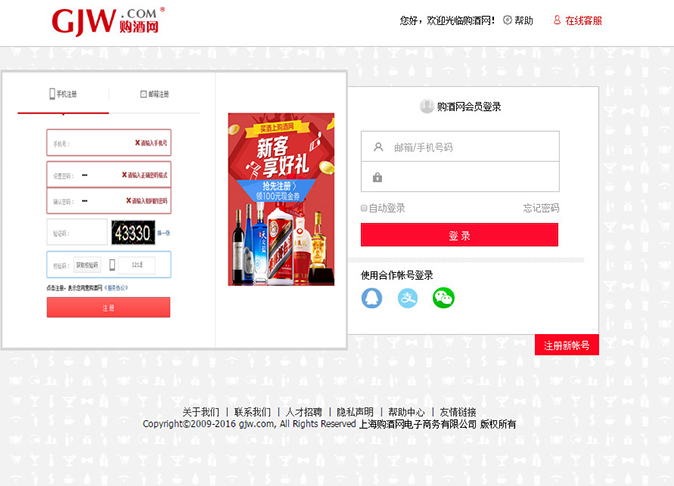 GJW.COM®
购酒网
您好，欢迎光临购酒网！ 帮助 在线客服
手机注册 邮箱注册
手机号： ✖请输入手机号
设置密码： ••• ✖请输入正确密码格式
确认密码： ••• ✖请输入相同的密码
验证码： 43330 换一张
校验码： 获取校验码
点击注册，表示您同意购酒网《服务协议》
注 册
买酒上购酒网
新客
享好礼
抢先注册 〉
领100元现金券
购酒网会员登录
邮箱/手机号码
自动登录 忘记密码
登 录
使用合作帐号登录
注册新帐号
关于我们 | 联系我们 | 人才招聘 | 隐私声明 | 帮助中心 | 友情链接
Copyright©2009-2016 gjw.com, All Rights Reserved 上海购酒网电子商务有限公司 版权所有